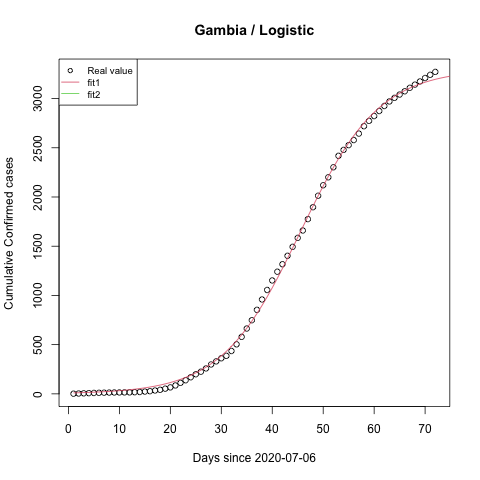 Gambia / Logistic
Real value
fit1
fit2
Cumulative Confirmed cases
3000
2500
2000
1500
1000
500
0
0 10 20 30 40 50 60 70
Days since 2020-07-06